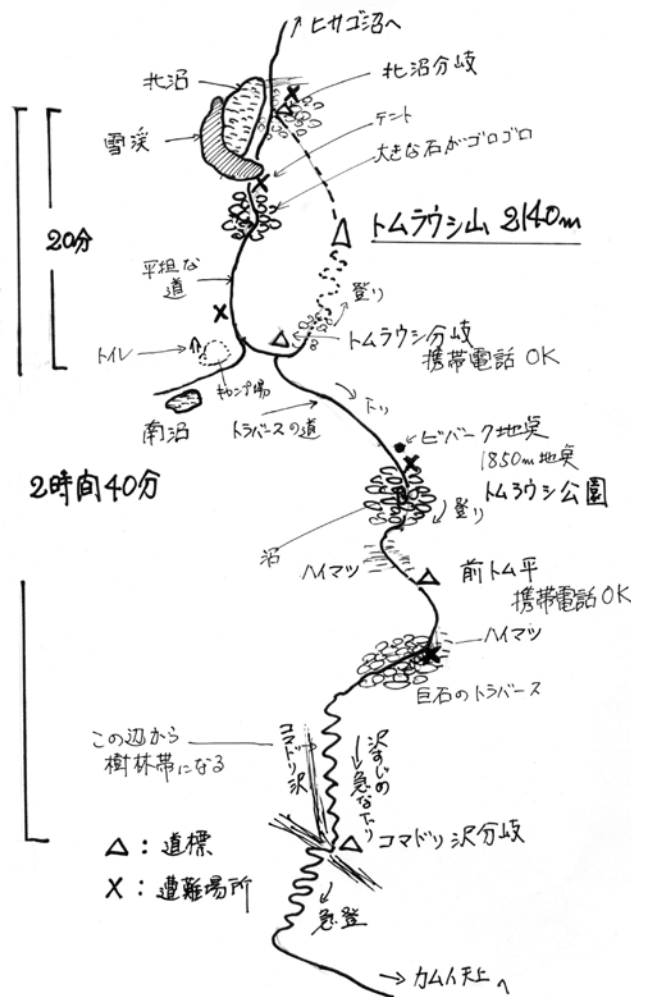 ヒサゴ沼へ
北沼
北沼分岐
雪渓
テント
大きな石がゴロゴロ
20分
トムラウシ山 2140m
平坦な
道
登り
トムラウシ分岐
携帯電話OK
トイレ
キャンプ場
南沼
トラバースの道
下リ
ビバーク地点
1850m地点
2時間40分
トムラウシ公園
登り
沼
ハイマツ
前トム平
携帯電話OK
ハイマツ
巨石のトラバース
この辺から
樹林帯になる
コマドリ沢
沢すじの
急な下り
コマドリ沢分岐
△：道標
X：遭難場所
急登
カムイ天上へ